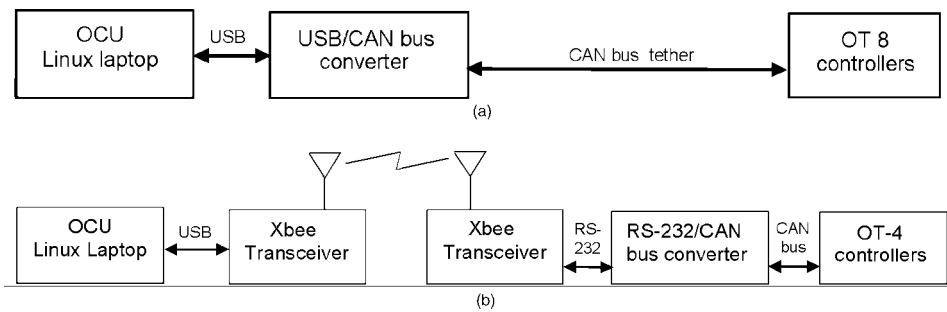 OCU
Linux laptop
USB
USB/CAN bus
converter
CAN bus tether
OT 8
controllers
(a)
OCU
Linux Laptop
USB
Xbee
Transceiver
Xbee
Transceiver
RS-
232
RS-232/CAN
bus converter
CAN
bus
OT-4
controllers
(b)